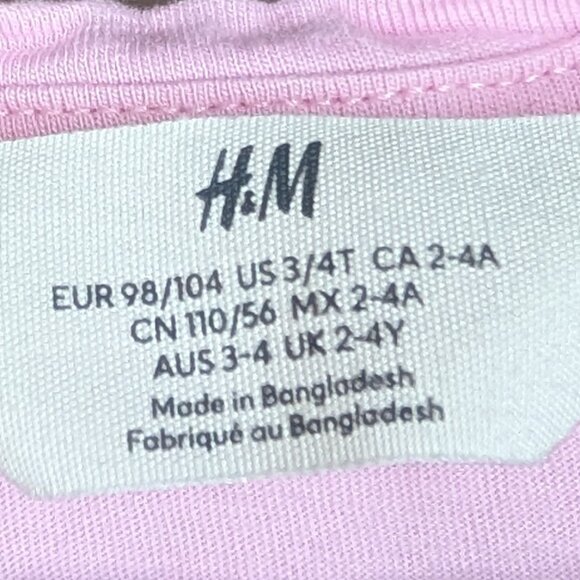 H&M
EUR 98/104 US 3/4T CA 2-4A
CN 110/56 MX 2-4A
AUS 3-4 UK 2-4Y
Made in Bangladesh
Fabriqué au Bangladesh